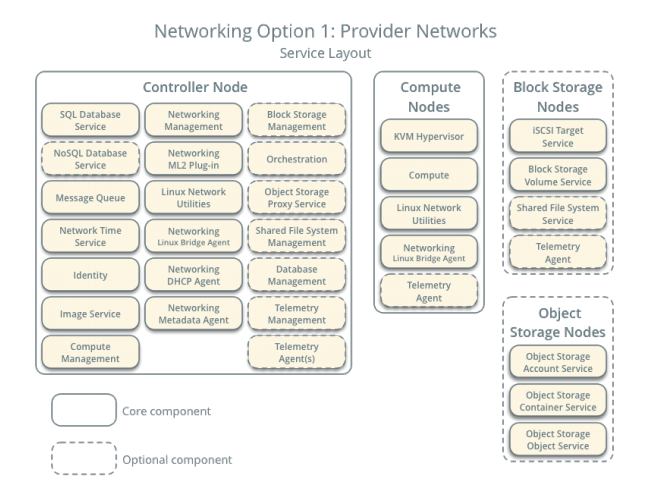 Networking Option 1: Provider Networks
Service Layout
Controller Node
SQL Database
Service
NoSQL Database
Service
Message Queue
Network Time
Service
Identity
Image Service
Compute
Management
Networking
Management
Networking
ML2 Plug-in
Linux Network
Utilities
Networking
Linux Bridge Agent
Networking
DHCP Agent
Networking
Metadata Agent
Block Storage
Management
Orchestration
Object Storage
Proxy Service
Shared File System
Management
Database
Management
Telemetry
Management
Telemetry
Agent(s)
Compute
Nodes
KVM Hypervisor
Compute
Linux Network
Utilities
Networking
Linux Bridge Agent
Telemetry
Agent
Block Storage
Nodes
iSCSI Target
Service
Block Storage
Volume Service
Shared File System
Service
Telemetry
Agent
Object
Storage Nodes
Object Storage
Account Service
Object Storage
Container Service
Object Storage
Object Service
Core component
Optional component